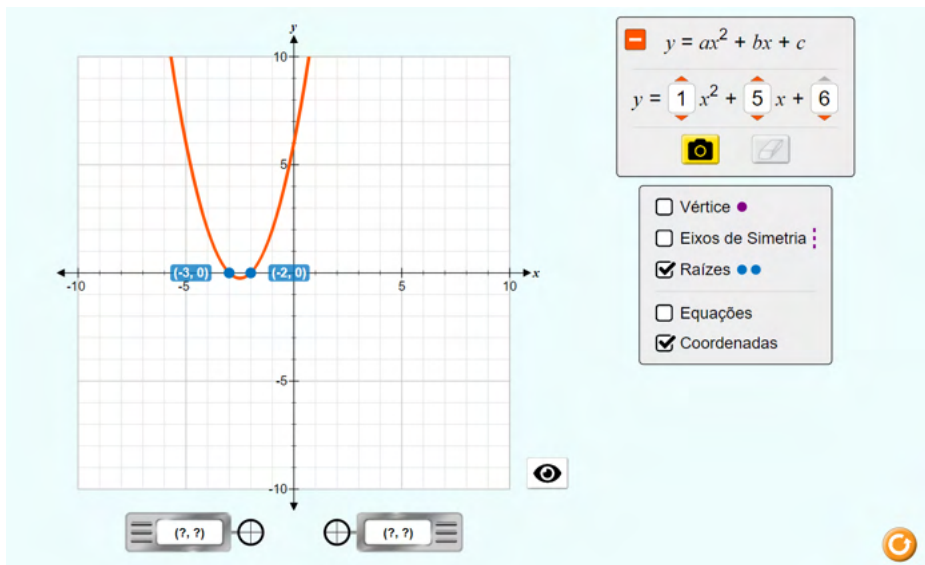 y
10
5
(-3, 0)
(-2, 0)
x
-10
-5
5
10
-5
-10
(?, ?)
(?, ?)
y = ax² + bx + c
y = 1 x² + 5 x + 6
Vértice
Eixos de Simetria
Raízes
Equações
Coordenadas